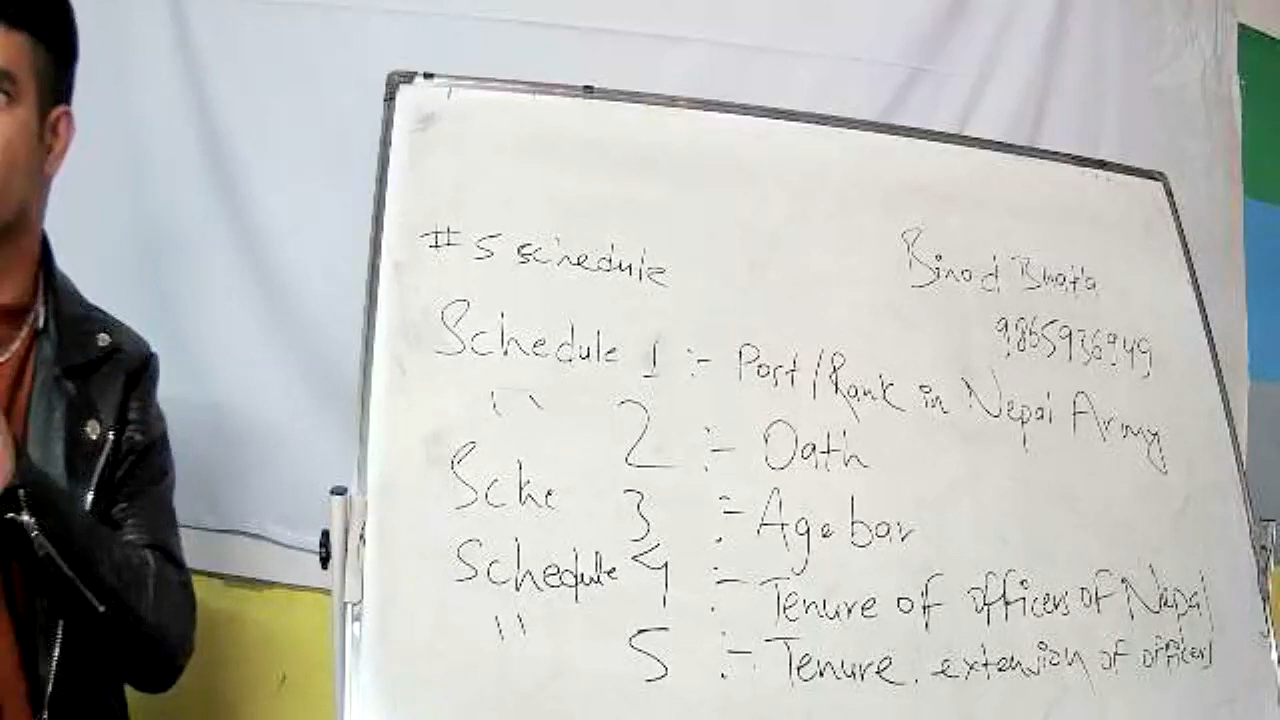 # 5 schedule
Binod Bhata
9865936949
Schedule 1 :- Post/Rank in Nepal Army
" 2 :- Oath
Sche 3 :- Age bar
Schedule 4 :- Tenure of officers of Nepal
" 5 :- Tenure extension of officers